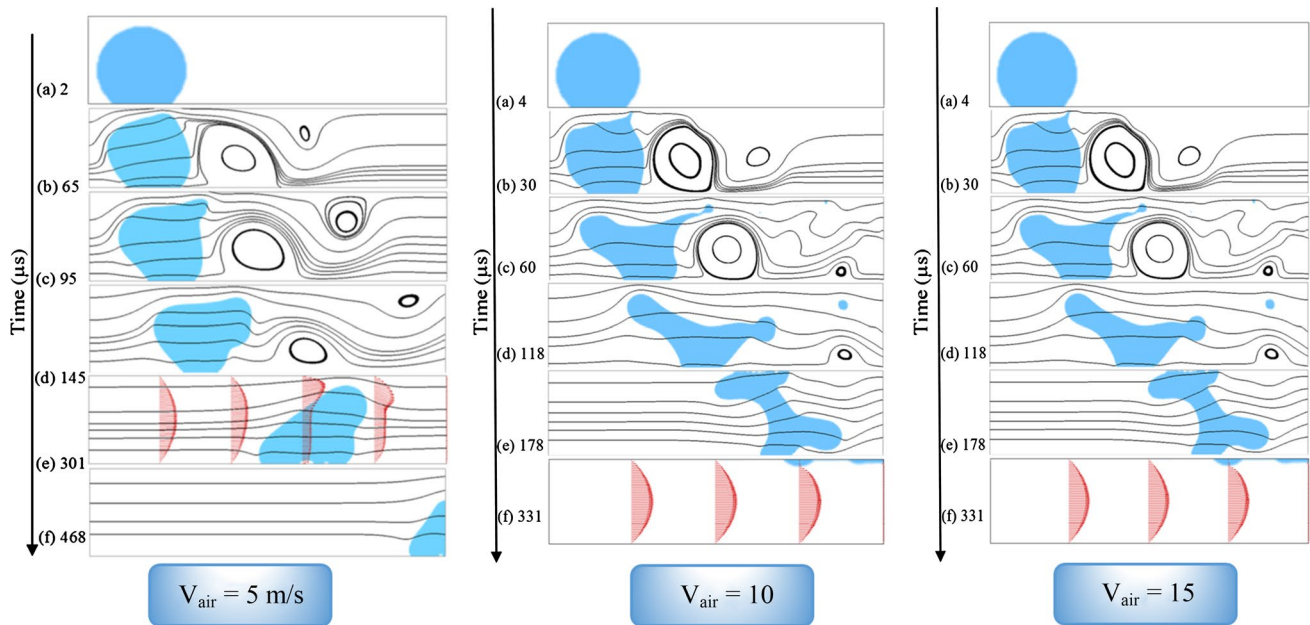 Time (µs)
(a) 2
(b) 65
(c) 95
(d) 145
(e) 301
(f) 468
V_air = 5 m/s
Time (µs)
(a) 4
(b) 30
(c) 60
(d) 118
(e) 178
(f) 331
V_air = 10
Time (µs)
(a) 4
(b) 30
(c) 60
(d) 118
(e) 178
(f) 331
V_air = 15